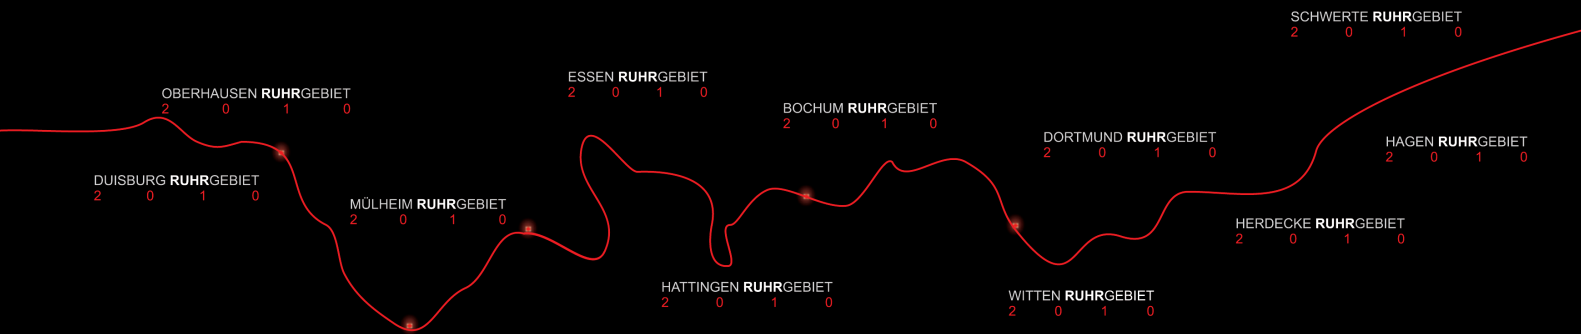 SCHWERTE RUHRGEBIET
2 0 1 0
ESSEN RUHRGEBIET
2 0 1 0
OBERHAUSEN RUHRGEBIET
2 0 1 0
BOCHUM RUHRGEBIET
2 0 1 0
DORTMUND RUHRGEBIET
2 0 1 0
HAGEN RUHRGEBIET
2 0 1 0
DUISBURG RUHRGEBIET
2 0 1 0
MÜLHEIM RUHRGEBIET
2 0 1 0
HERDECKE RUHRGEBIET
2 0 1 0
HATTINGEN RUHRGEBIET
2 0 1 0
WITTEN RUHRGEBIET
2 0 1 0